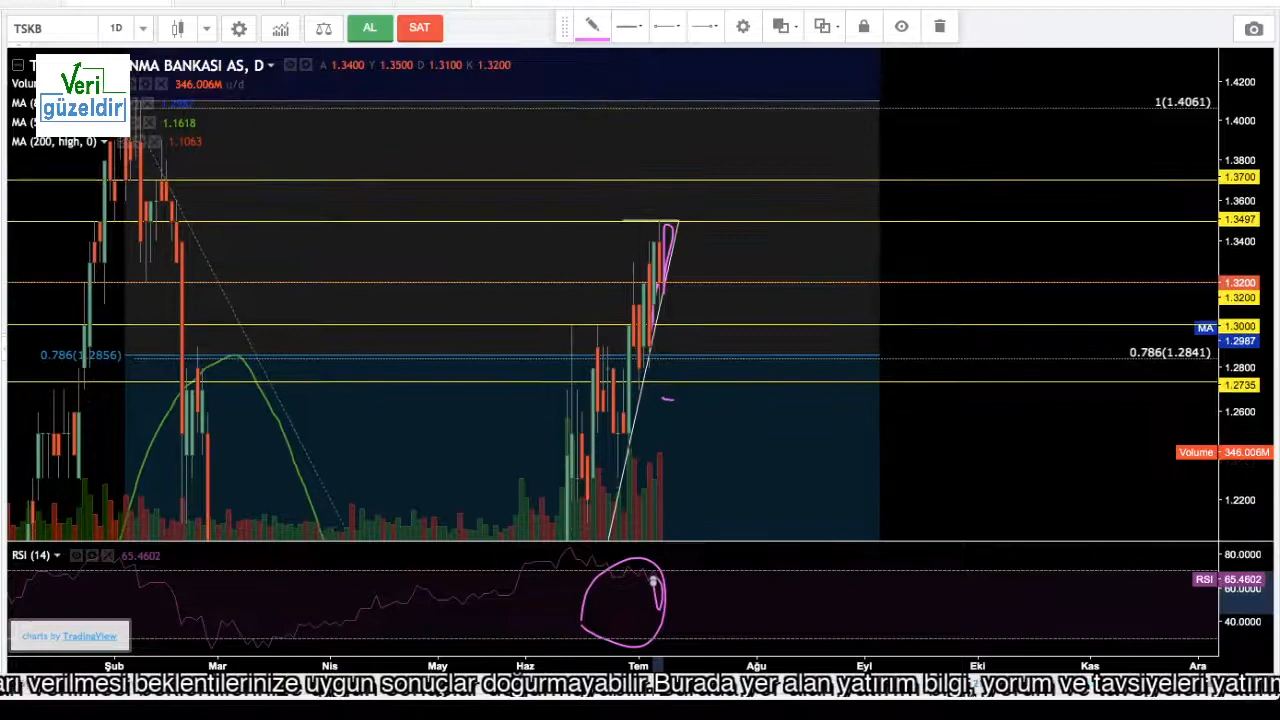 TSKB 1D AL SAT
NMA BANKASI AS, D A 1.3400 Y 1.3500 D 1.3100 K 1.3200
Veri
güzeldir
346.006M u/d
MA
MA 1.1618
MA (200, high, 0) 1.1063
1.4200
1(1.4061)
1.4000
1.3800
1.3700
1.3600
1.3497
1.3400
1.3200
1.3200
1.3000
MA
1.2987
0.786(1.2856)
0.786(1.2841)
1.2800
1.2735
1.2600
Volume 346.006M
1.2200
RSI (14) 65.4602
80.0000
RSI 65.4602
60.0000
40.0000
charts by TradingView
Şub Mar Nis May Haz Tem Ağu Eyl Eki Kas Ara
arı verilmesi beklentilerinize uygun sonuçlar doğurmayabilir.Burada yer alan yatırım bilgi, yorum ve tavsiyeleri yatırım